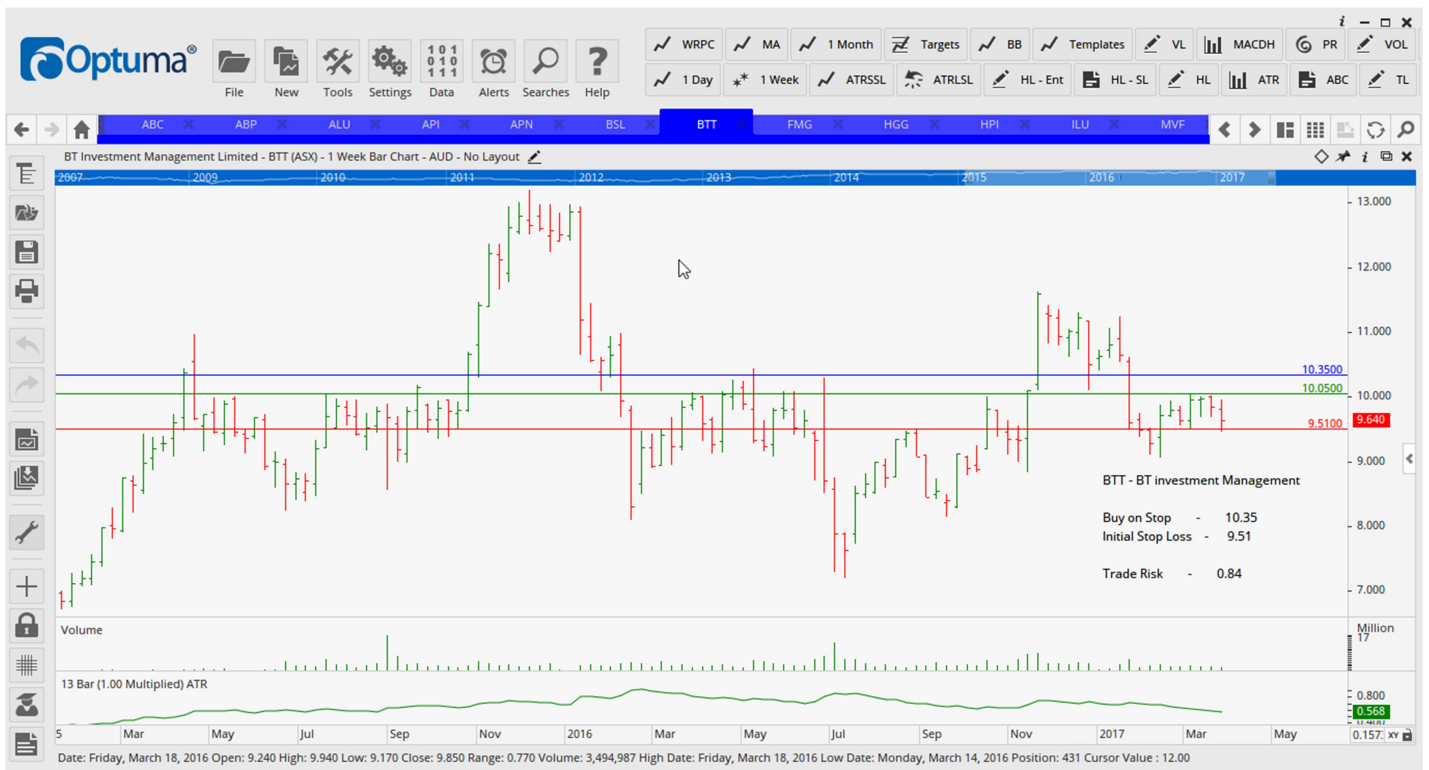 i
Optuma®
WRPC MA 1 Month Targets BB Templates VL MACDH PR VOL
1 Day 1 Week ATRSSL ATRLSL HL - Ent HL - SL HL ATR ABC TL
101
010
111
File New Tools Settings Data Alerts Searches Help
ABC ABP ALU API APN BSL BTT FMG HGG HPI ILU MVF
BT Investment Management Limited - BTT (ASX) - 1 Week Bar Chart - AUD - No Layout
i
2007 2009 2010 2011 2012 2013 2014 2015 2016 2017
13.000
12.000
11.000
10.3500
10.0500
10.000
9.5100
9.640
9.000
BTT - BT investment Management
Buy on Stop - 10.35
8.000
Initial Stop Loss - 9.51
Trade Risk - 0.84
7.000
Volume
Million
17
13 Bar (1.00 Multiplied) ATR
0.800
0.568
5 Mar May Jul Sep Nov 2016 Mar May Jul Sep Nov 2017 Mar May
XY
Date: Friday, March 18, 2016 Open: 9.240 High: 9.940 Low: 9.170 Close: 9.850 Range: 0.770 Volume: 3,494,987 High Date: Friday, March 18, 2016 Low Date: Monday, March 14, 2016 Position: 431 Cursor Value : 12.00